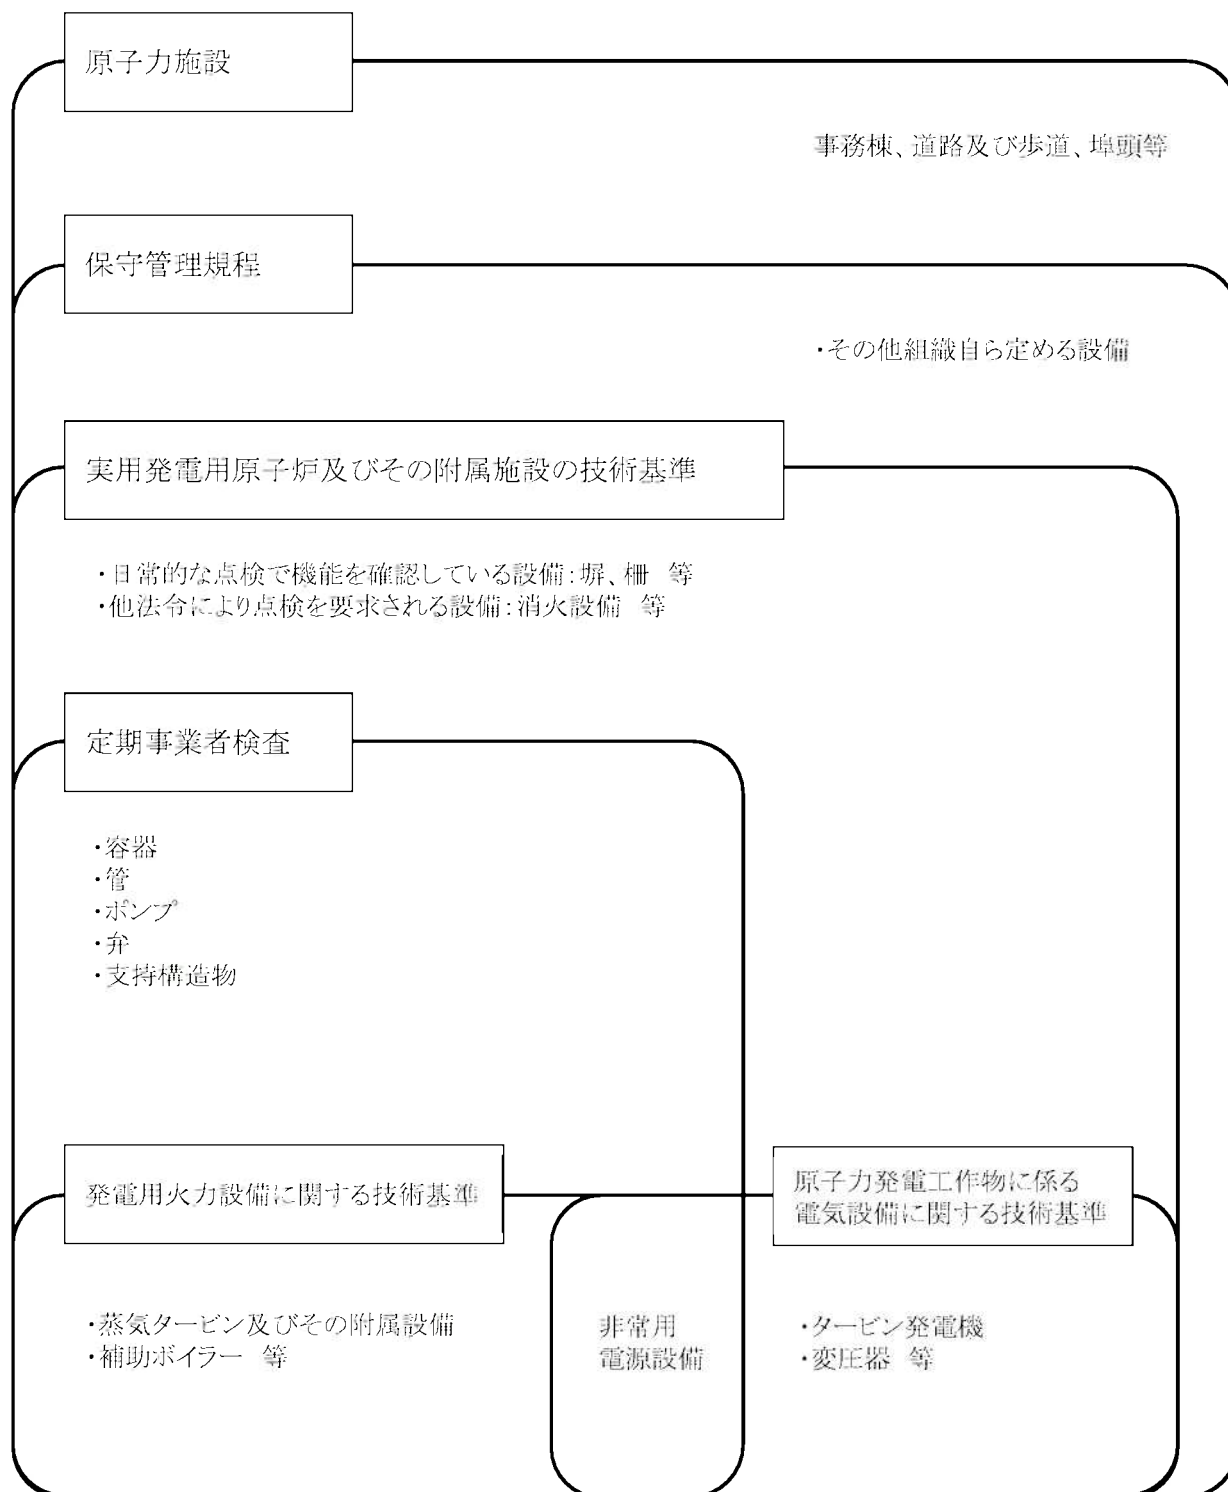 原子力施設
事務棟、道路及び歩道、埠頭等
保守管理規程
・その他組織自ら定める設備
実用発電用原子炉及びその附属施設の技術基準
・日常的な点検で機能を確認している設備：塀、柵 等
・他法令により点検を要求される設備：消火設備 等
定期事業者検査
・容器
・管
・ポンプ
・弁
・支持構造物
発電用火力設備に関する技術基準
原子力発電工作物に係る
電気設備に関する技術基準
・蒸気タービン及びその附属設備
・補助ボイラー 等
非常用
電源設備
・タービン発電機
・変圧器 等